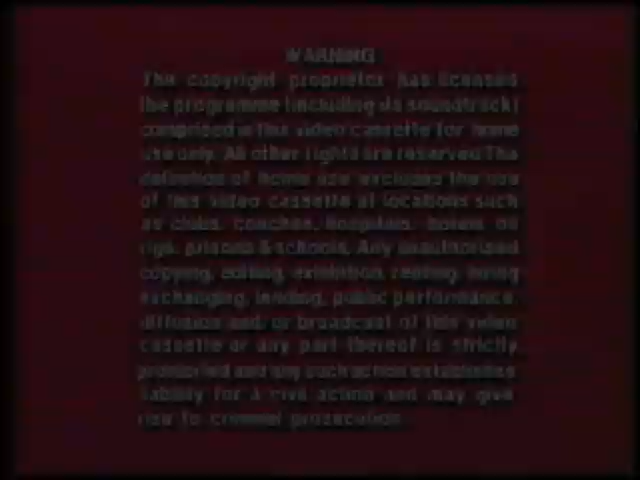 WARNING
The copyright proprietor has licensed
the programme (including its soundtrack)
comprised in this video cassette for home
use only. All other rights are reserved The
definition of home use excludes the use
of this video cassette at locations such
as clubs, coaches, hospitals, hotels, oil
rigs, prisons & schools, Any unauthorised
copying, editing, exhibition, renting, hiring
exchanging, lending, public performance,
diffusion and or broadcast of this video
cassette or any part thereof is strictly
prohibited and any such action establishes
liability for a civil action and may give
rise to criminal prosecution.